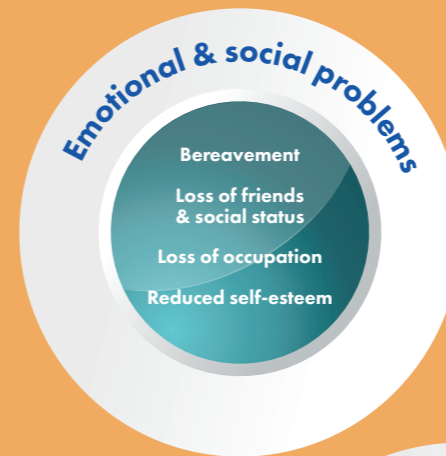 Emotional & social problems
Bereavement
Loss of friends
& social status
Loss of occupation
Reduced self-esteem